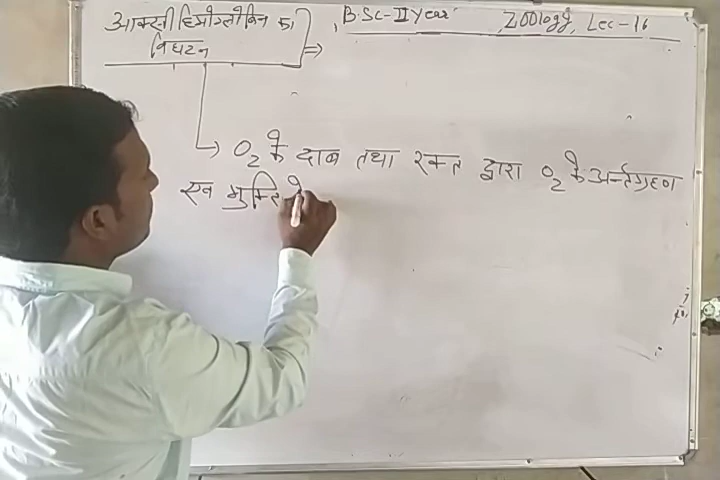 आक्सी हिमोग्लोबिन का
विघटन
⇒
B.SC-II Year Zoology, Lec-16
→ O₂ के दाब तथा रक्त द्वारा O₂ के अर्न्तग्रहण
एव मुक्ति